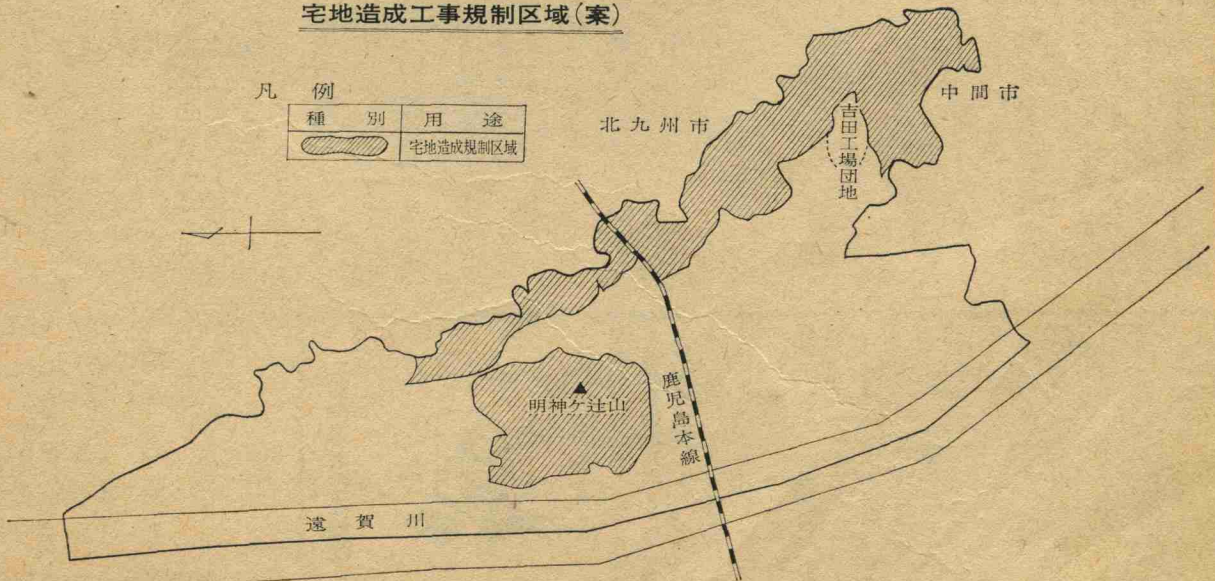 宅地造成工事規制区域(案)
凡例
種別 用途
宅地造成規制区域
北九州市
中間市
吉田工場団地
明神ケ辻山
鹿児島本線
遠賀川